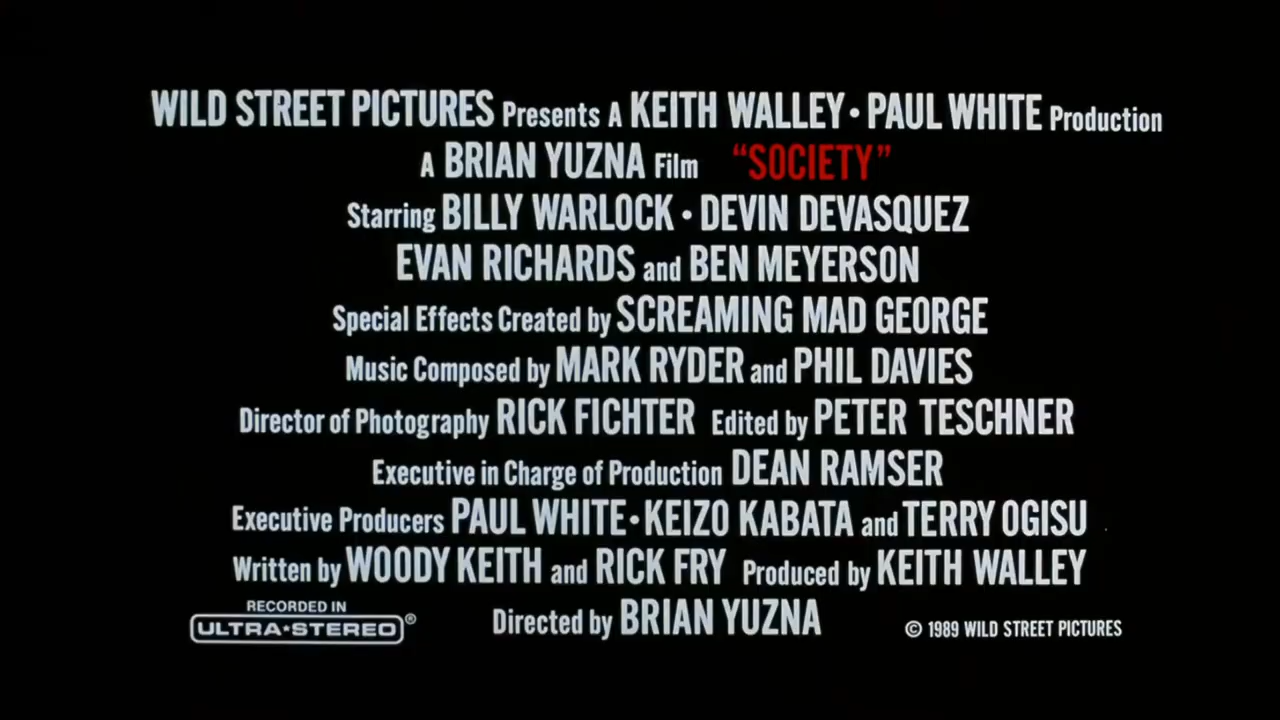 WILD STREET PICTURES Presents A KEITH WALLEY • PAUL WHITE Production
A BRIAN YUZNA Film "SOCIETY"
Starring BILLY WARLOCK • DEVIN DEVASQUEZ
EVAN RICHARDS and BEN MEYERSON
Special Effects Created by SCREAMING MAD GEORGE
Music Composed by MARK RYDER and PHIL DAVIES
Director of Photography RICK FICHTER Edited by PETER TESCHNER
Executive in Charge of Production DEAN RAMSER
Executive Producers PAUL WHITE • KEIZO KABATA and TERRY OGISU
Written by WOODY KEITH and RICK FRY Produced by KEITH WALLEY
RECORDED IN
ULTRA★STEREO®
Directed by BRIAN YUZNA
© 1989 WILD STREET PICTURES